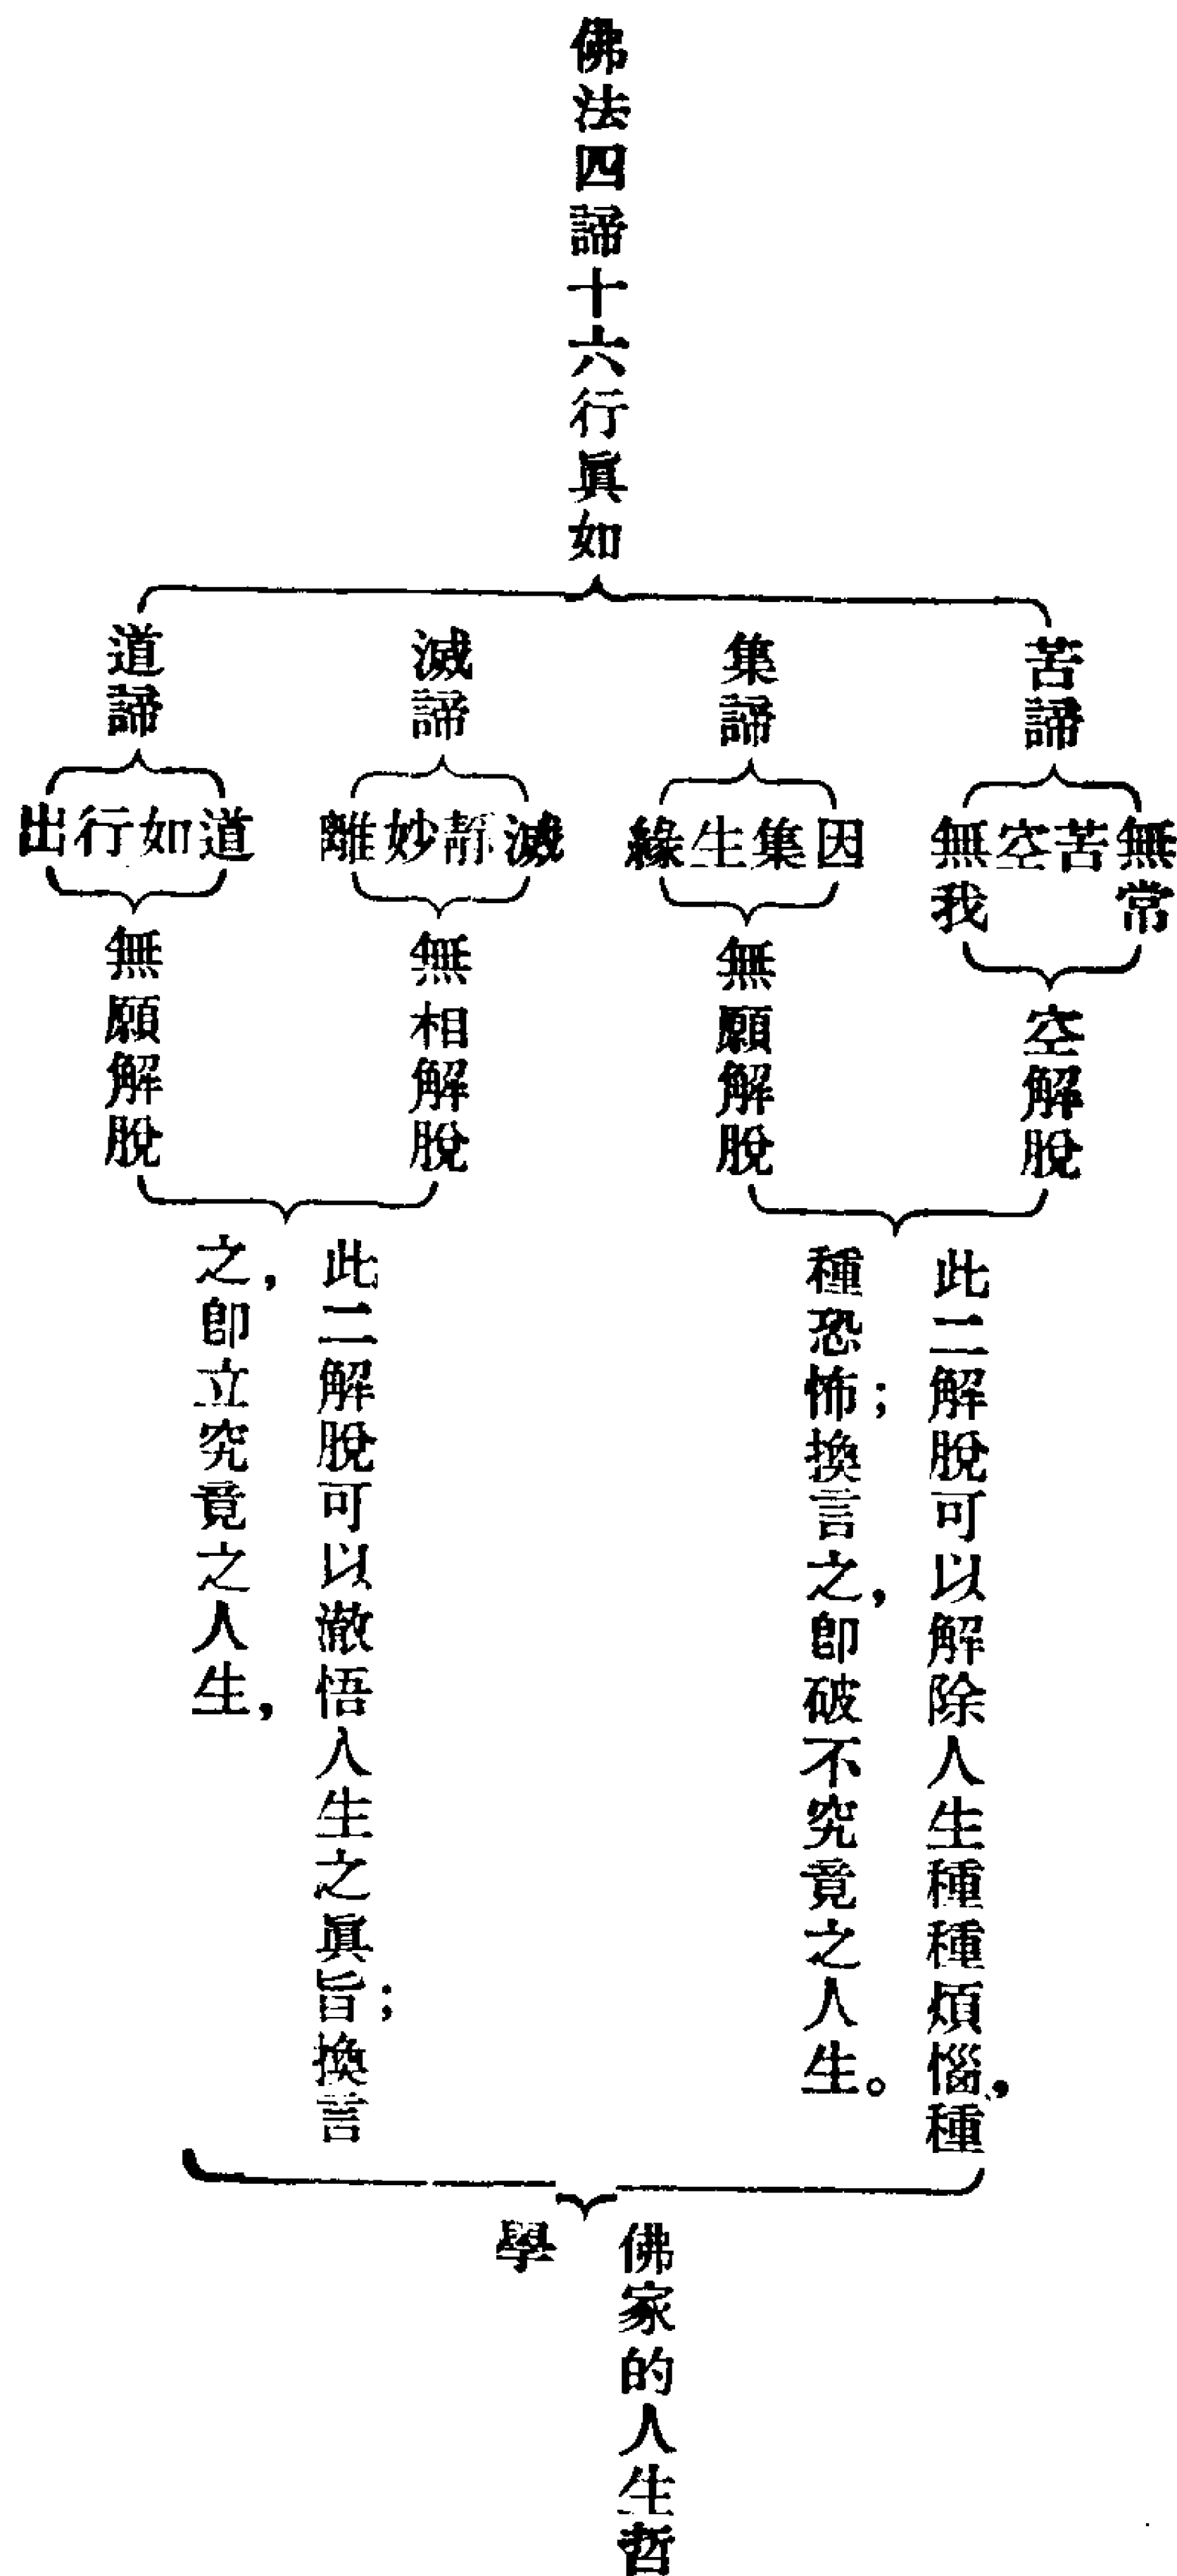 佛法四諦十六行眞如
苦諦
無常
苦
空
無我
空解脫
集諦
因
集
生
緣
無願解脫
此二解脫可以解除人生種種煩惱，種
種恐怖；換言之，卽破不究竟之人生。
滅諦
滅
靜
妙
離
無相解脫
道諦
道
如
行
出
無願解脫
此二解脫可以澈悟人生之眞旨；換言
之，卽立究竟之人生，
佛家的人生哲
學